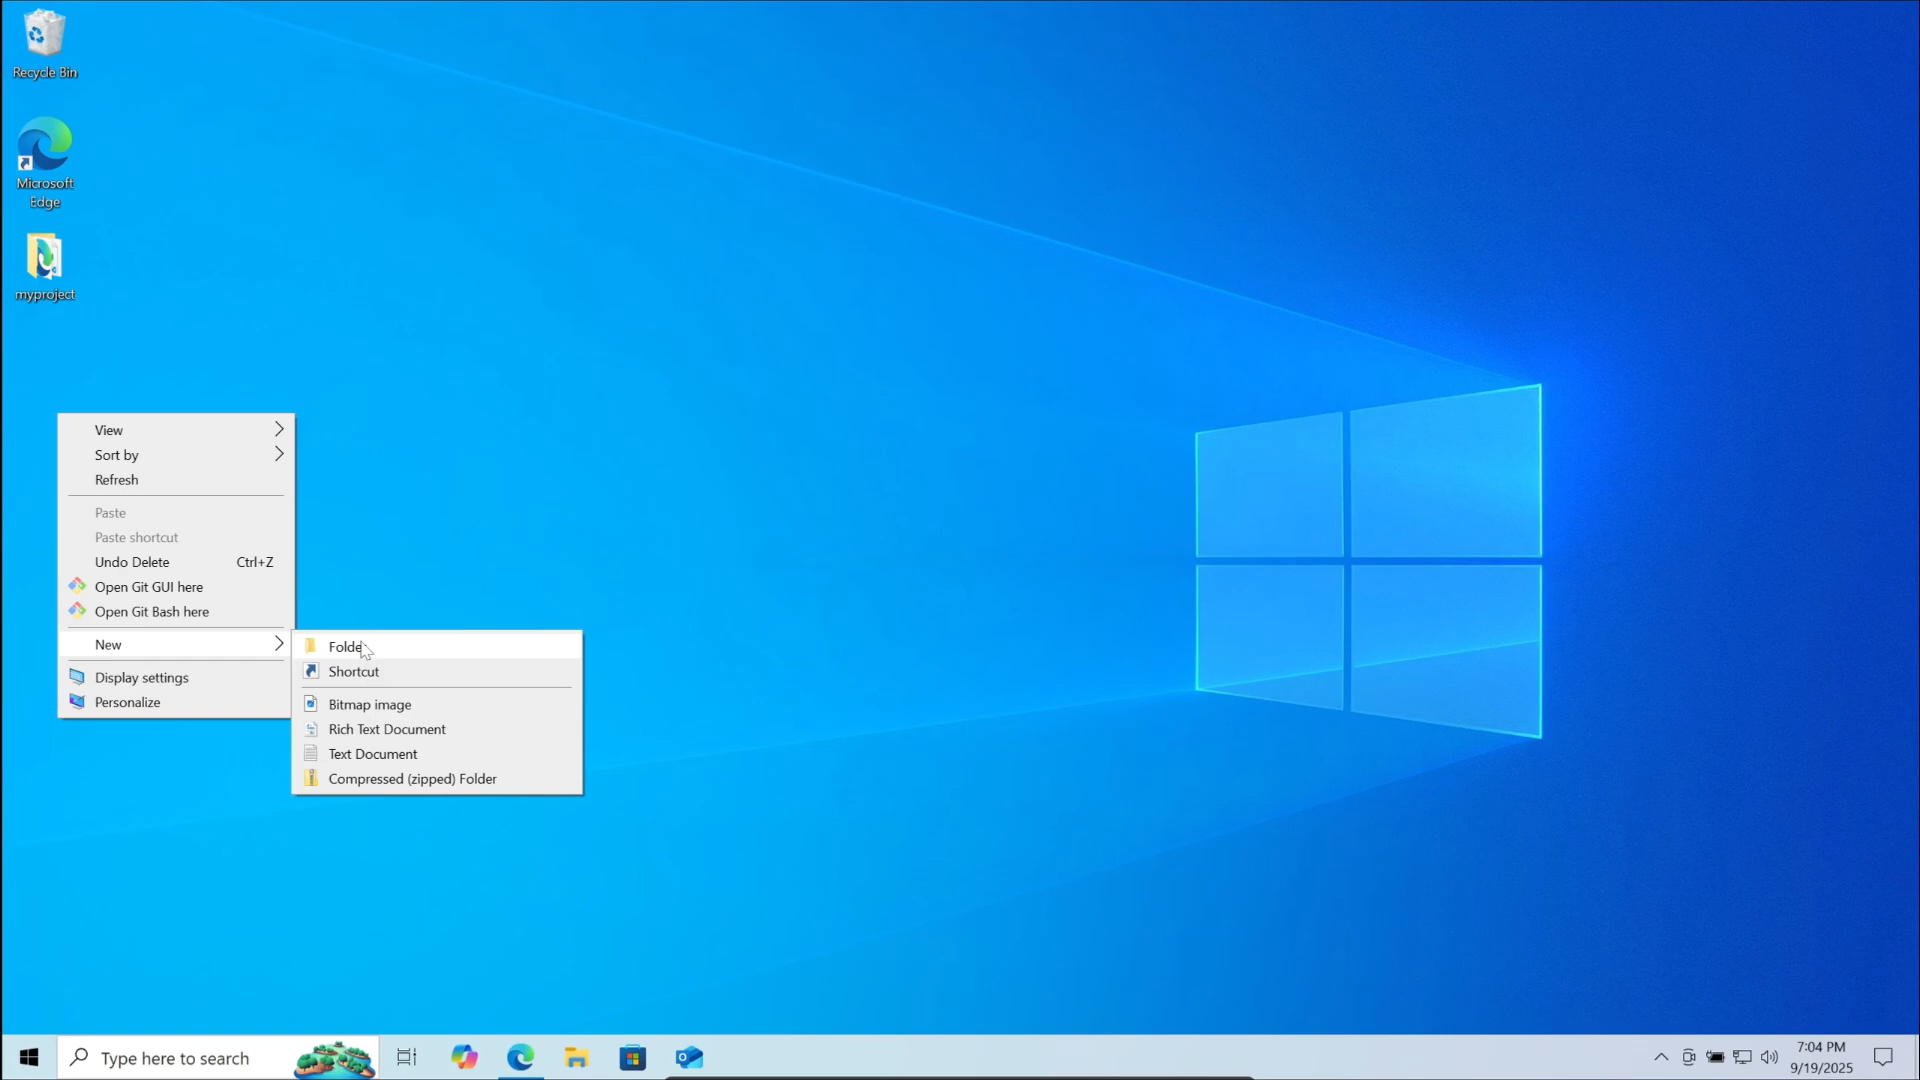 Recycle Bin
Microsoft
Edge
myproject
View
Sort by
Refresh
Paste
Paste shortcut
Undo Delete Ctrl+Z
Open Git GUI here
Open Git Bash here
New
Display settings
Personalize
Folder
Shortcut
Bitmap image
Rich Text Document
Text Document
Compressed (zipped) Folder
Type here to search
7:04 PM
9/19/2025